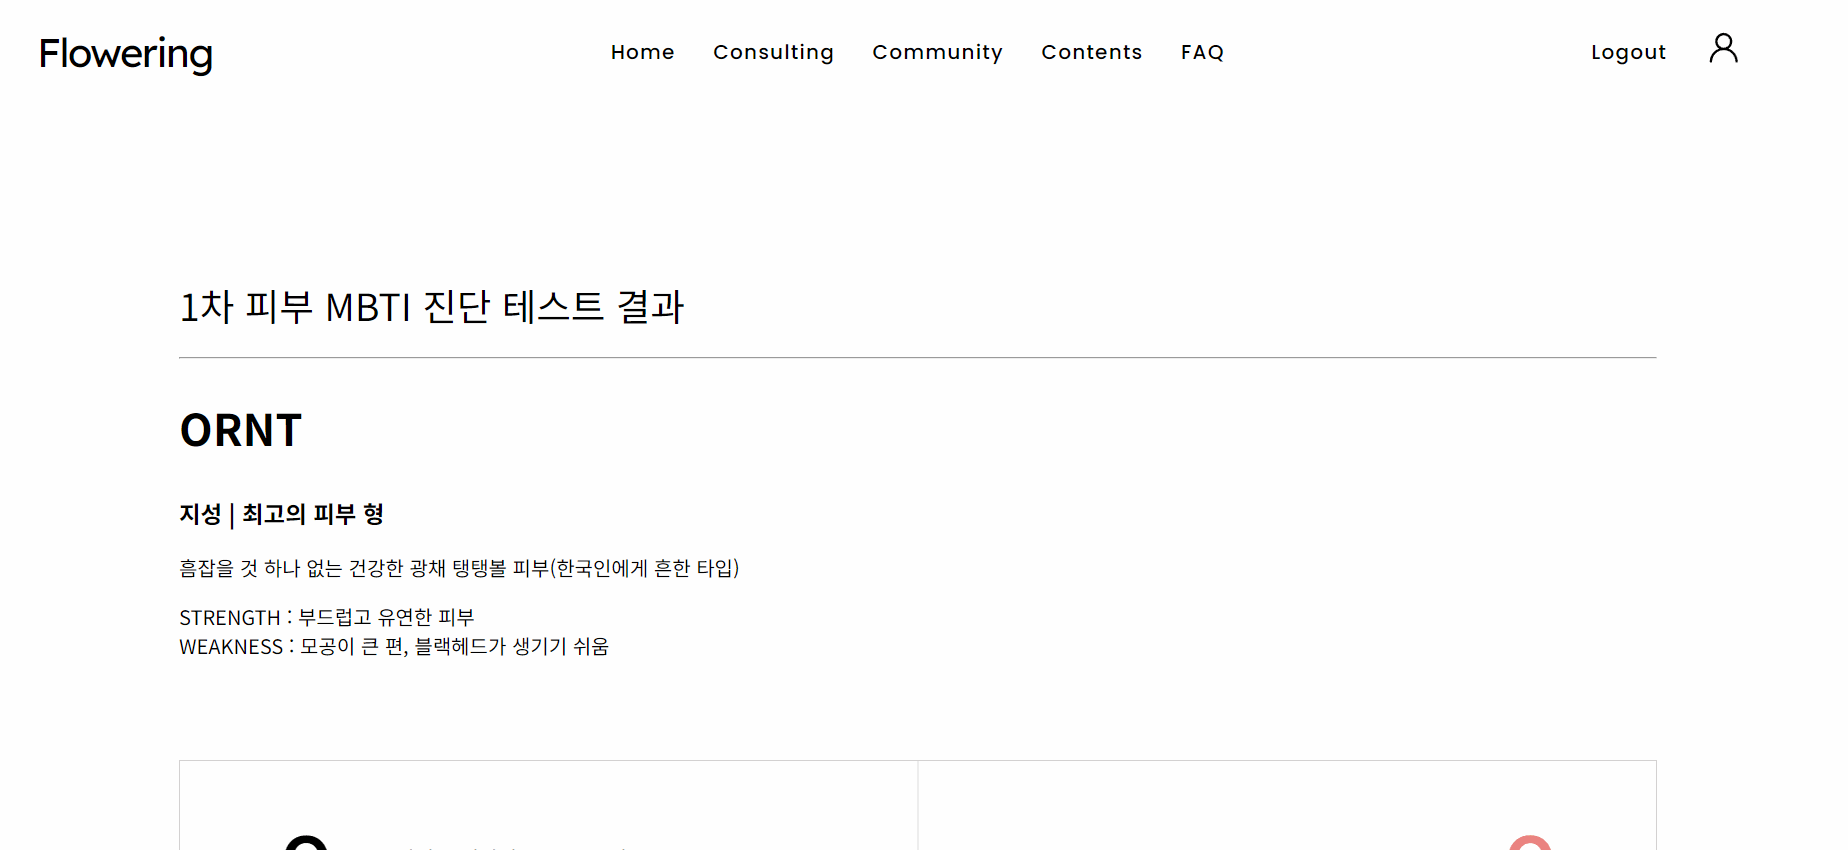 Flowering
Home Consulting Community Contents FAQ
Logout
1차 피부 MBTI 진단 테스트 결과
ORNT
지성 | 최고의 피부 형
흠잡을 것 하나 없는 건강한 광채 탱탱볼 피부(한국인에게 흔한 타입)
STRENGTH : 부드럽고 유연한 피부
WEAKNESS : 모공이 큰 편, 블랙헤드가 생기기 쉬움